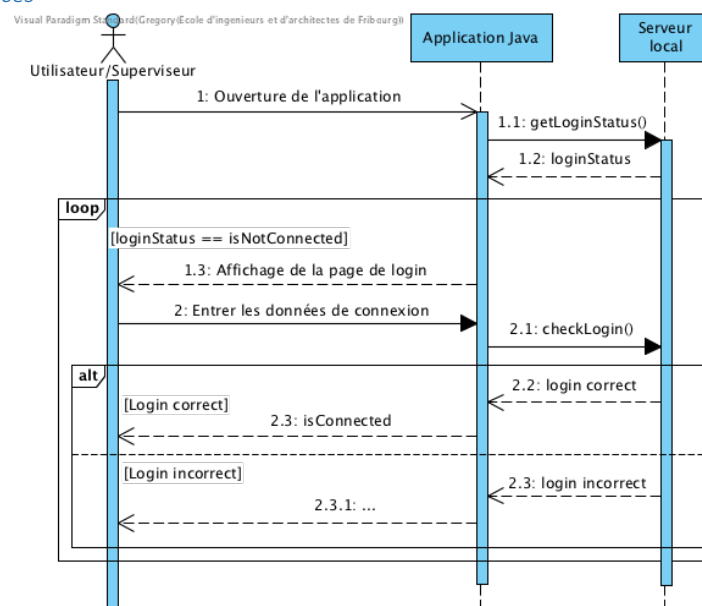 Visual Paradigm Standard(Gregory(Ecole d'ingenieurs et d'architectes de Fribourg))
Utilisateur/Superviseur
Application Java
Serveur
local
1: Ouverture de l'application
1.1: getLoginStatus()
1.2: loginStatus
loop
[loginStatus == isNotConnected]
1.3: Affichage de la page de login
2: Entrer les données de connexion
2.1: checkLogin()
alt
2.2: login correct
[Login correct]
2.3: isConnected
[Login incorrect]
2.3: login incorrect
2.3.1: ...